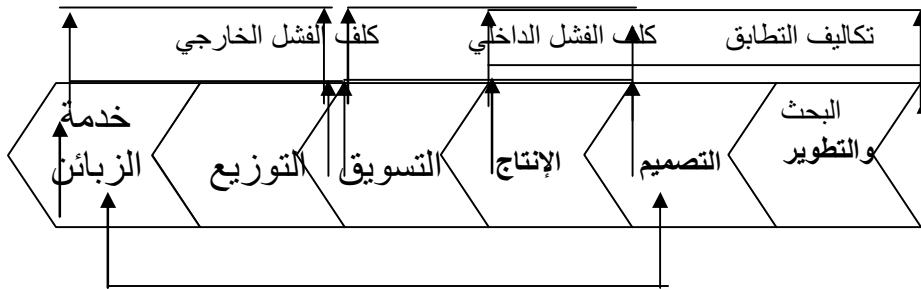 تكاليف التطابق
كلف الفشل الداخلي
كلف الفشل الخارجي
البحث
والتطوير
التصميم
الإنتاج
التسويق
التوزيع
خدمة
الزبائن